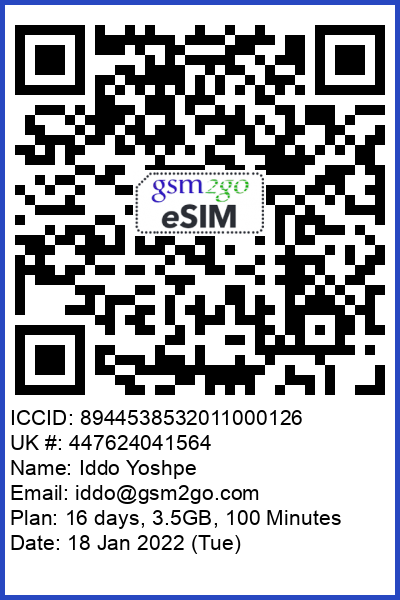 gsm2go
eSIM
ICCID: 8944538532011000126
UK #: 447624041564
Name: Iddo Yoshpe
Email: iddo@gsm2go.com
Plan: 16 days, 3.5GB, 100 Minutes
Date: 18 Jan 2022 (Tue)